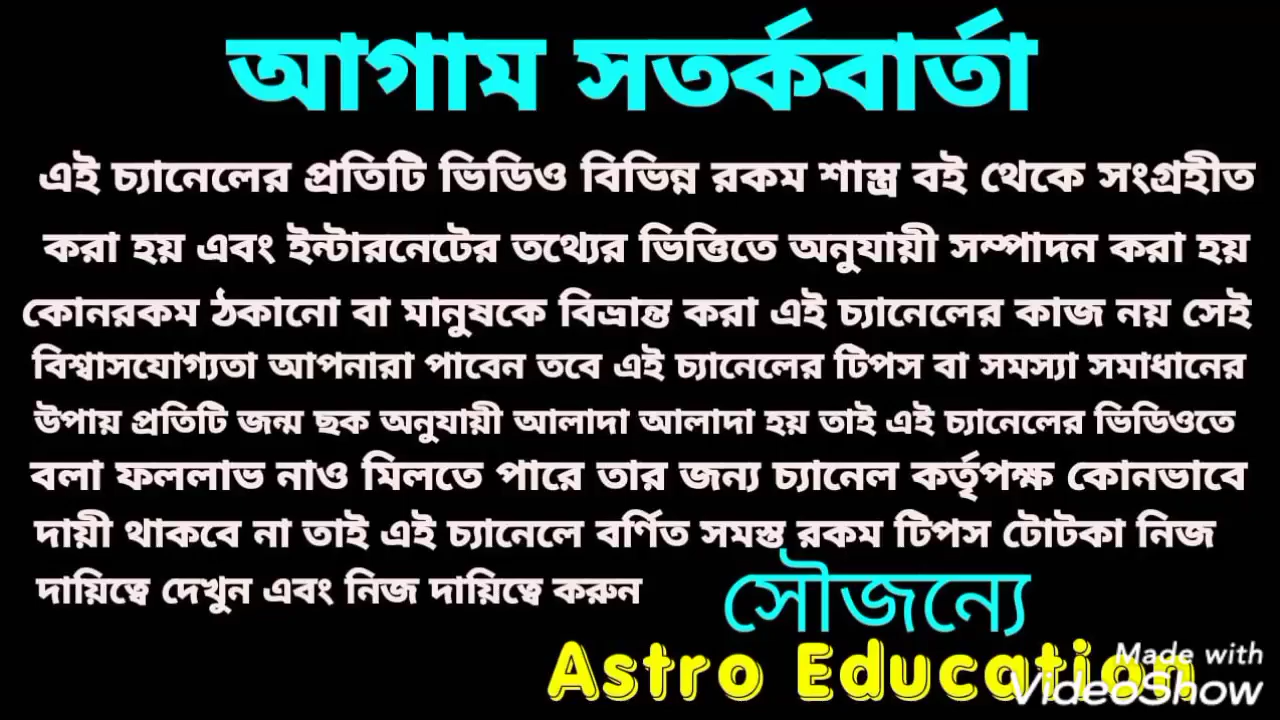 আগাম সতর্কবার্তা
এই চ্যানেলের প্রতিটি ভিডিও বিভিন্ন রকম শাস্ত্র বই থেকে সংগ্রহীত
করা হয় এবং ইন্টারনেটের তথ্যের ভিত্তিতে অনুযায়ী সম্পাদন করা হয়
কোনরকম ঠকানো বা মানুষকে বিভ্রান্ত করা এই চ্যানেলের কাজ নয় সেই
বিশ্বাসযোগ্যতা আপনারা পাবেন তবে এই চ্যানেলের টিপস বা সমস্যা সমাধানের
উপায় প্রতিটি জন্ম ছক অনুযায়ী আলাদা আলাদা হয় তাই এই চ্যানেলের ভিডিওতে
বলা ফললাভ নাও মিলতে পারে তার জন্য চ্যানেল কর্তৃপক্ষ কোনভাবে
দায়ী থাকবে না তাই এই চ্যানেলে বর্ণিত সমস্ত রকম টিপস টোটকা নিজ
দায়িত্বে দেখুন এবং নিজ দায়িত্বে করুন
সৌজন্যে
Astro Education
Made with
VideoShow